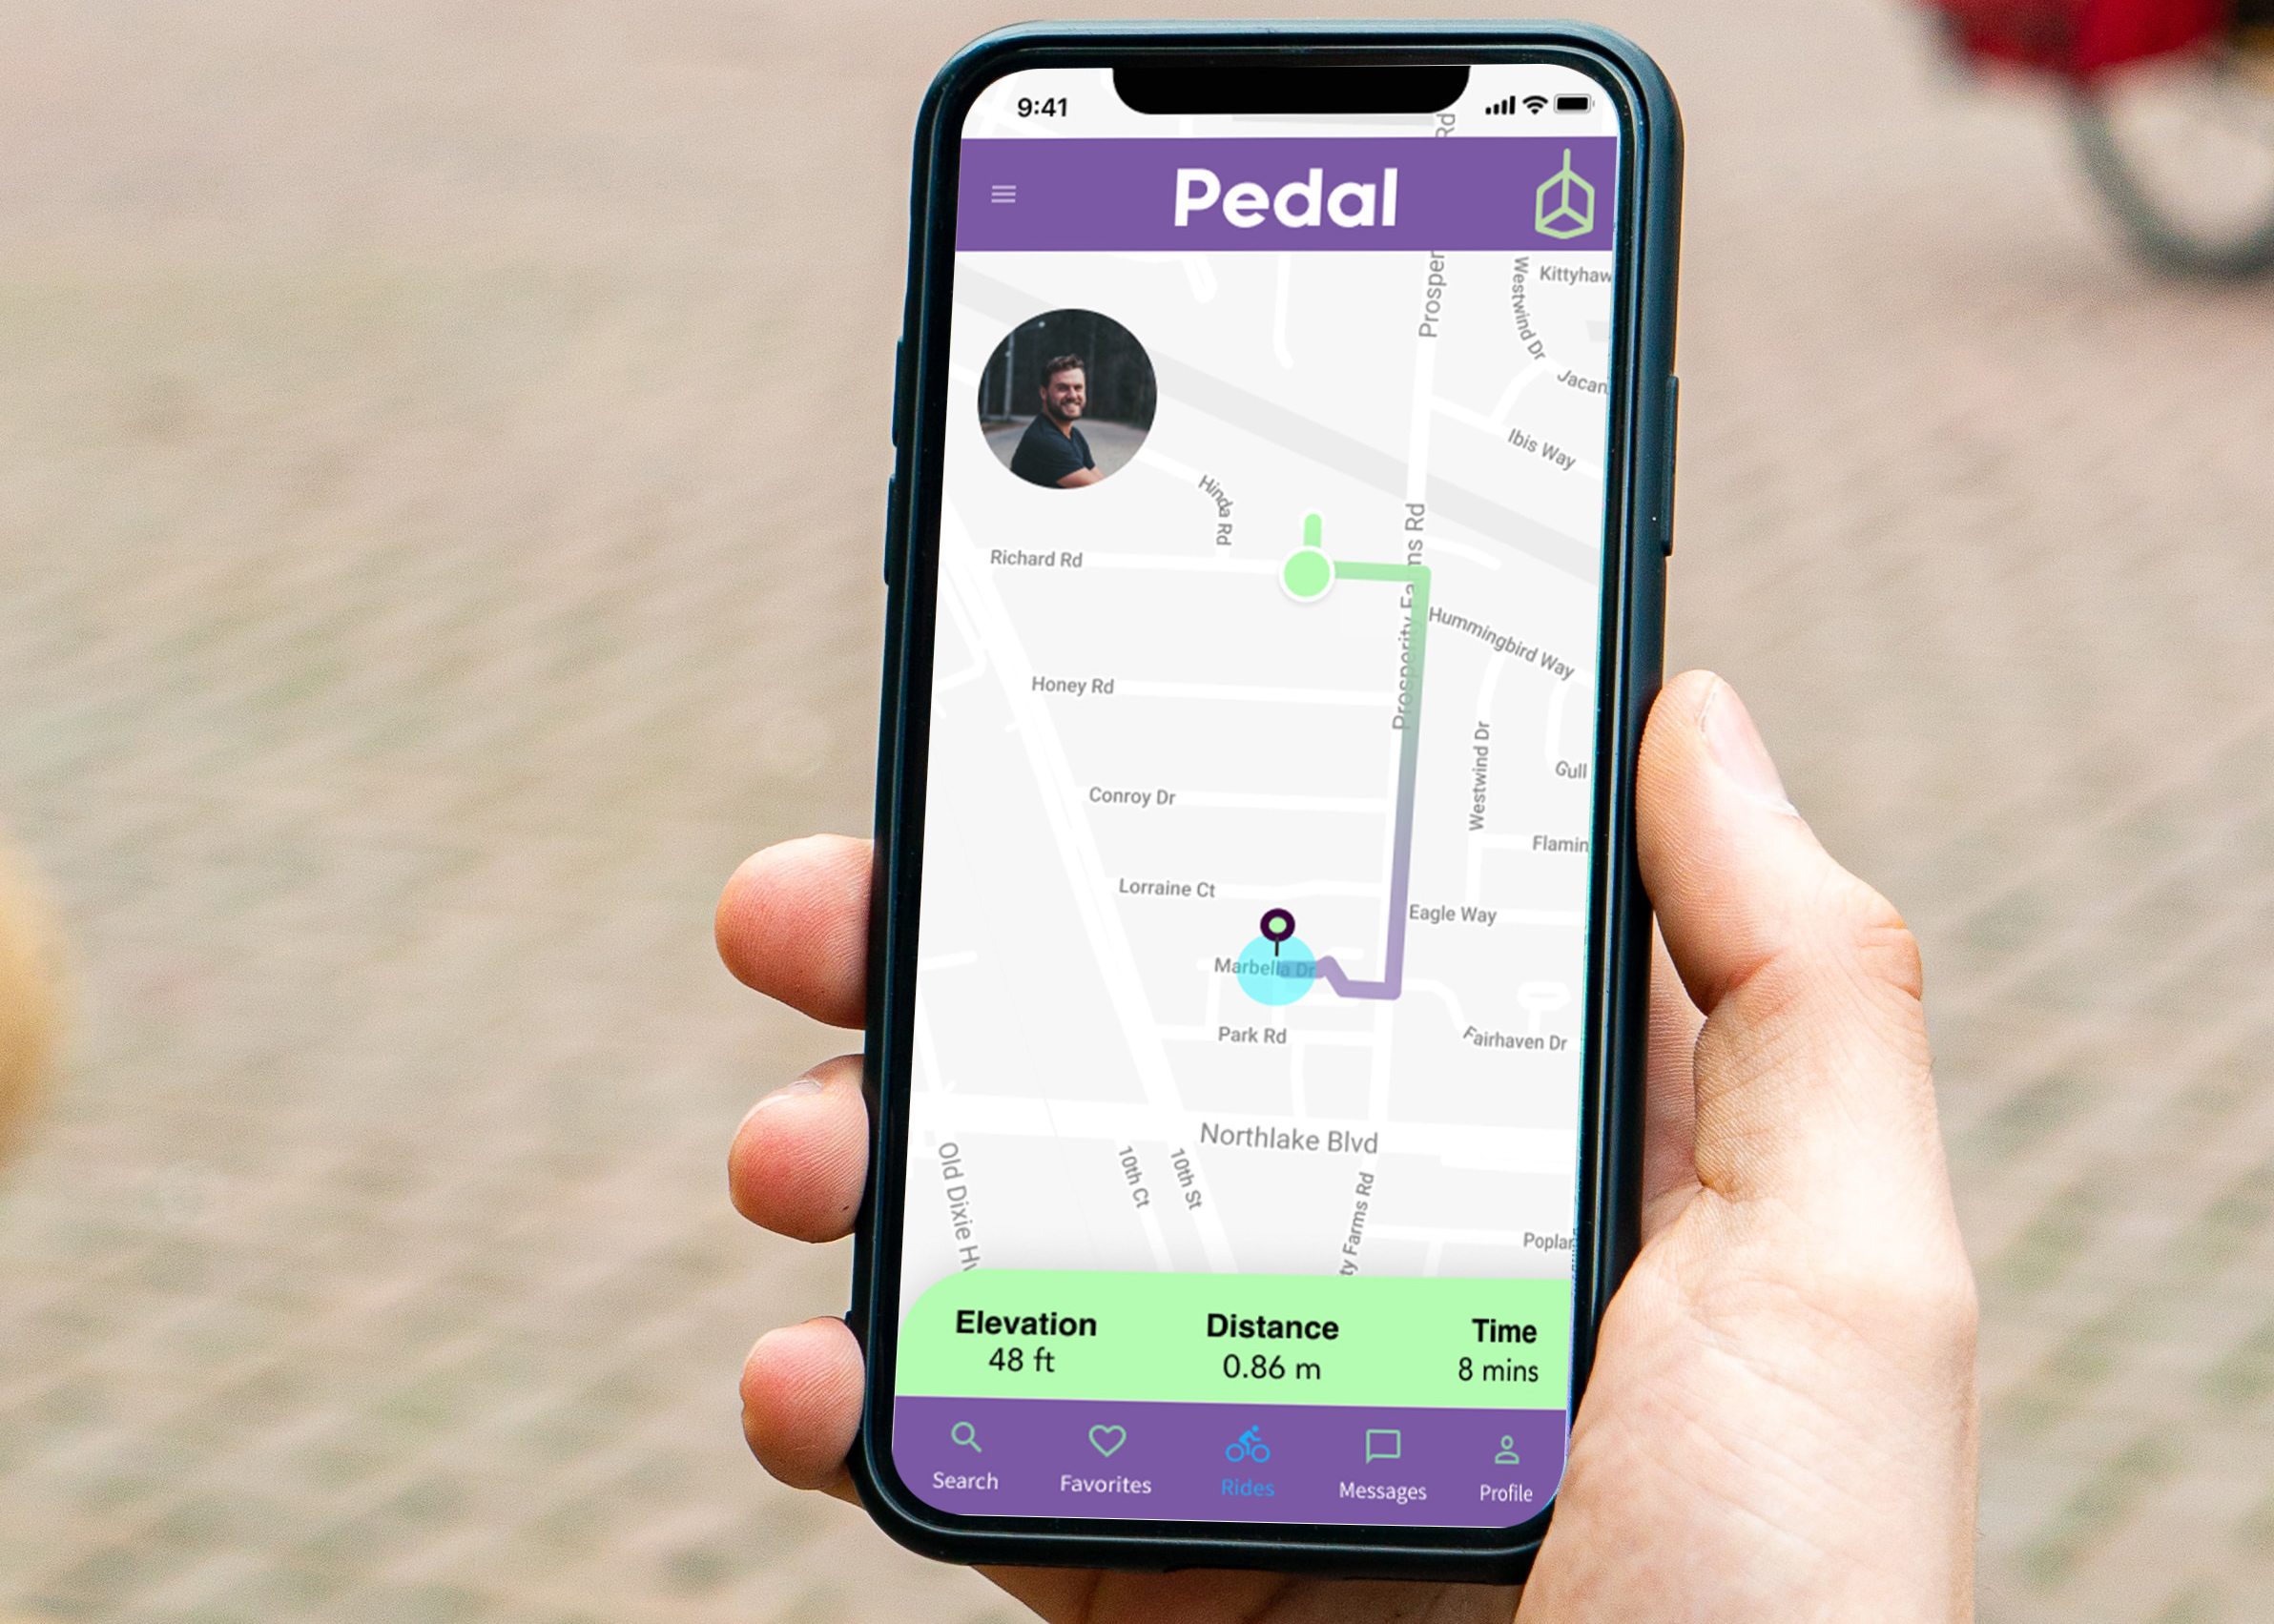 9:41
Rd
Pedal
Prosper
Westwind Dr
Kittyhaw
Jacan
Ibis Way
Hinda Rd
Richard Rd
Prosperity Fa ms Rd
Hummingbird Way
Honey Rd
Westwind Dr
Gull
Conroy Dr
Flamin
Lorraine Ct
Eagle Way
Marbella Dr
Park Rd
Fairhaven Dr
Northlake Blvd
Old Dixie H
10th Ct
10th St
ty Farms Rd
Poplar
Elevation Distance Time
48 ft 0.86 m 8 mins
Search Favorites Rides Messages Profile